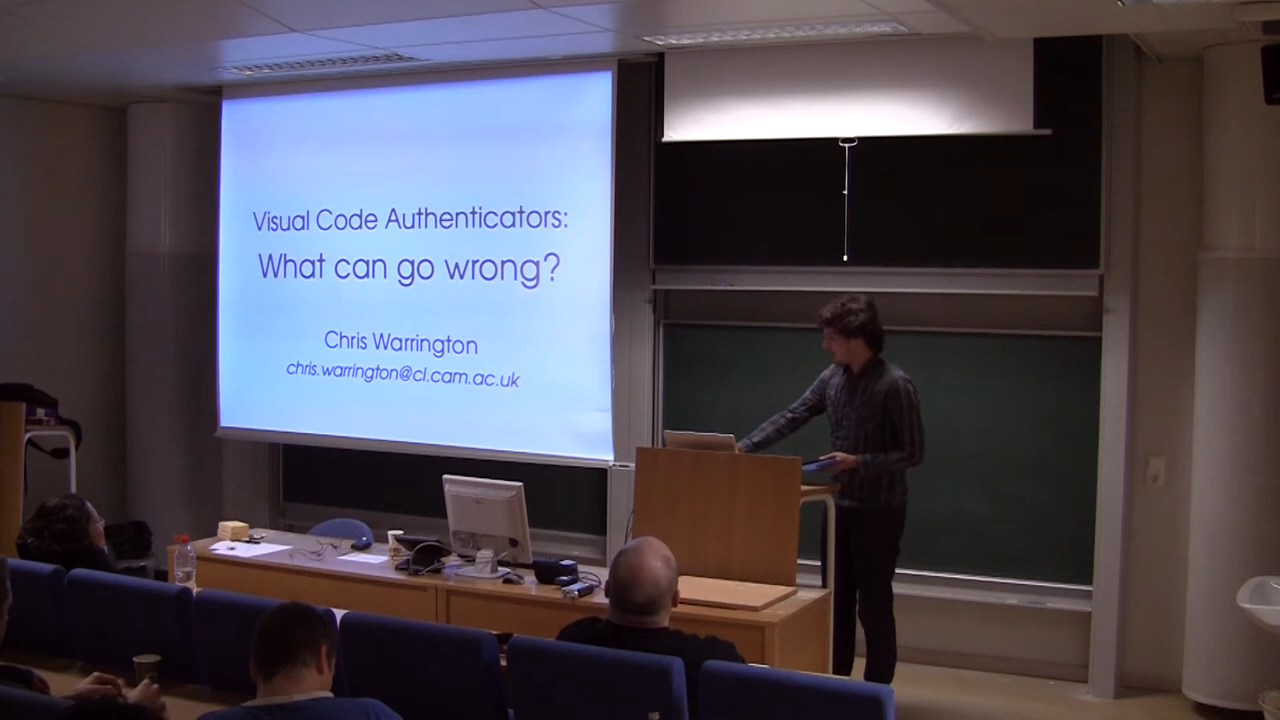 Visual Code Authenticators:
What can go wrong?
Chris Warrington
chris.warrington@cl.cam.ac.uk